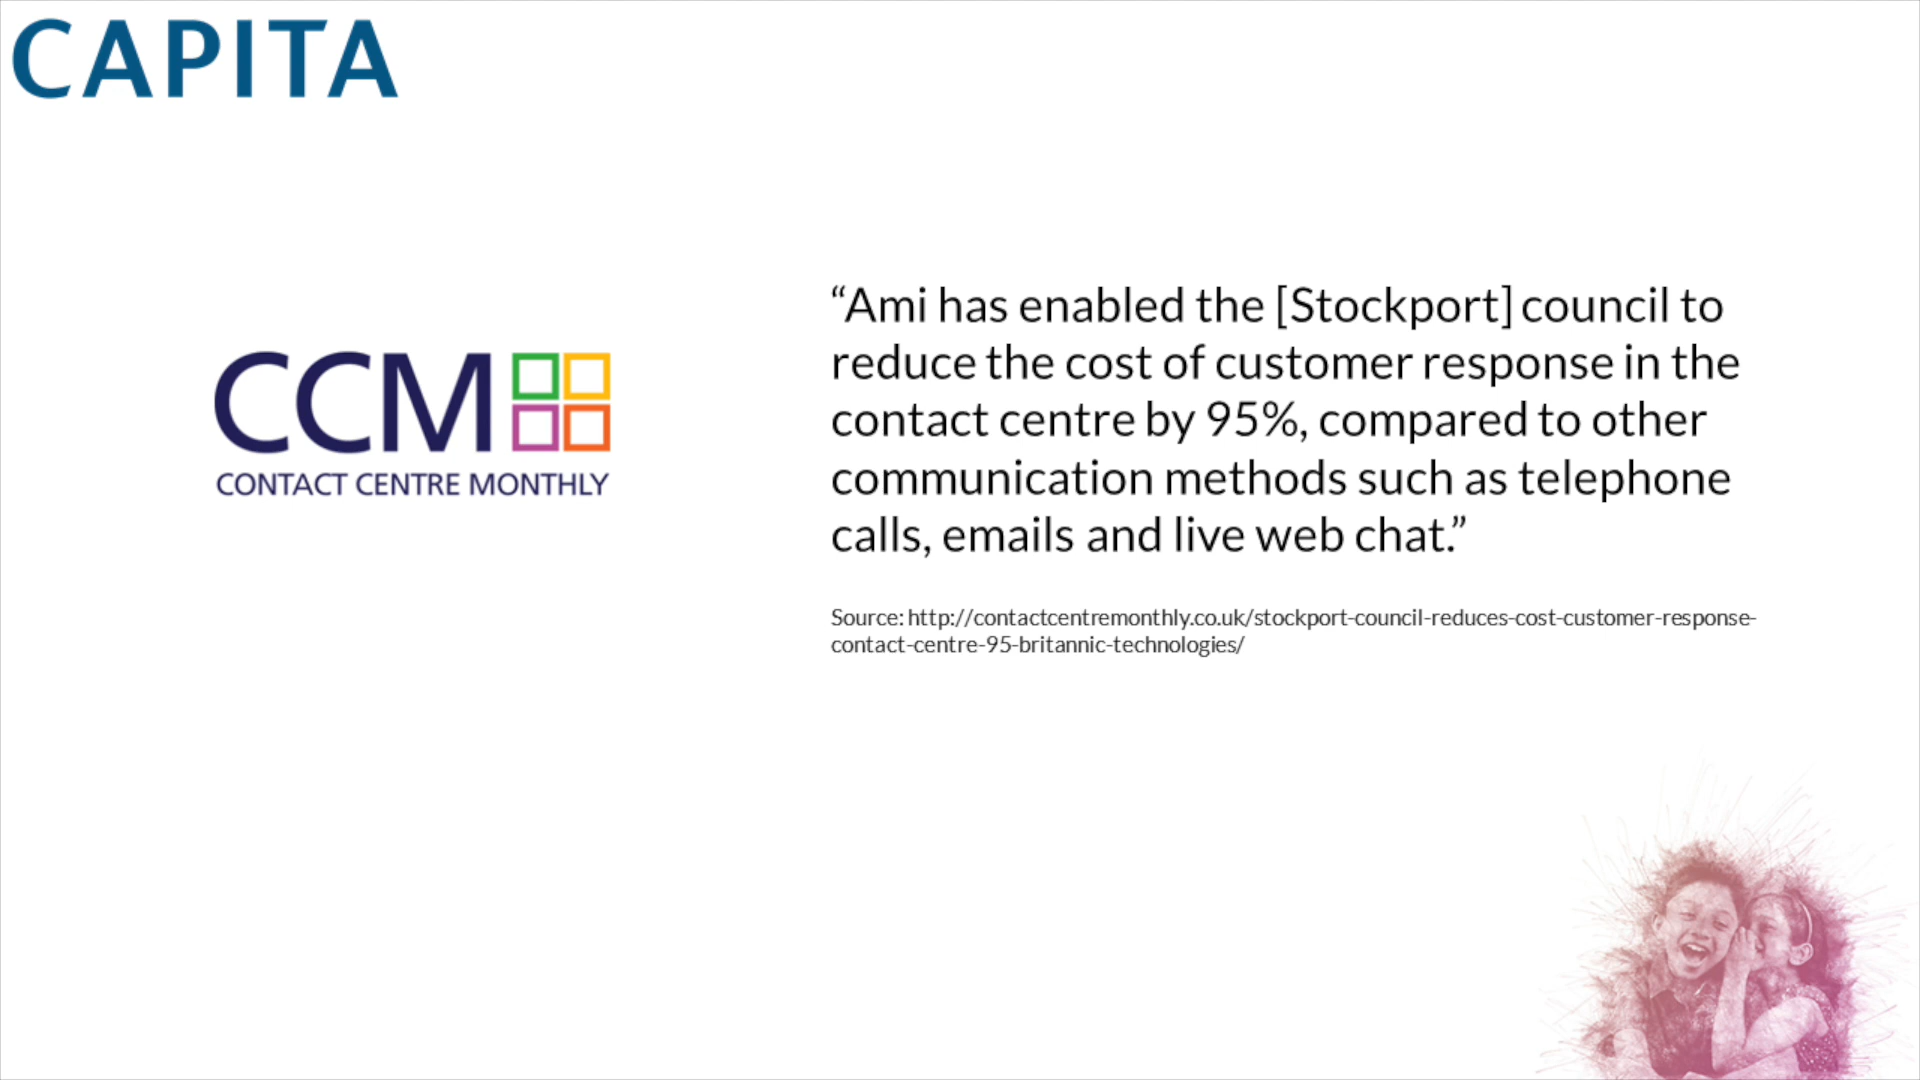 CAPITA
CCM
CONTACT CENTRE MONTHLY
“Ami has enabled the [Stockport] council to
reduce the cost of customer response in the
contact centre by 95%, compared to other
communication methods such as telephone
calls, emails and live web chat.”
Source: http://contactcentremonthly.co.uk/stockport-council-reduces-cost-customer-response-
contact-centre-95-britannic-technologies/